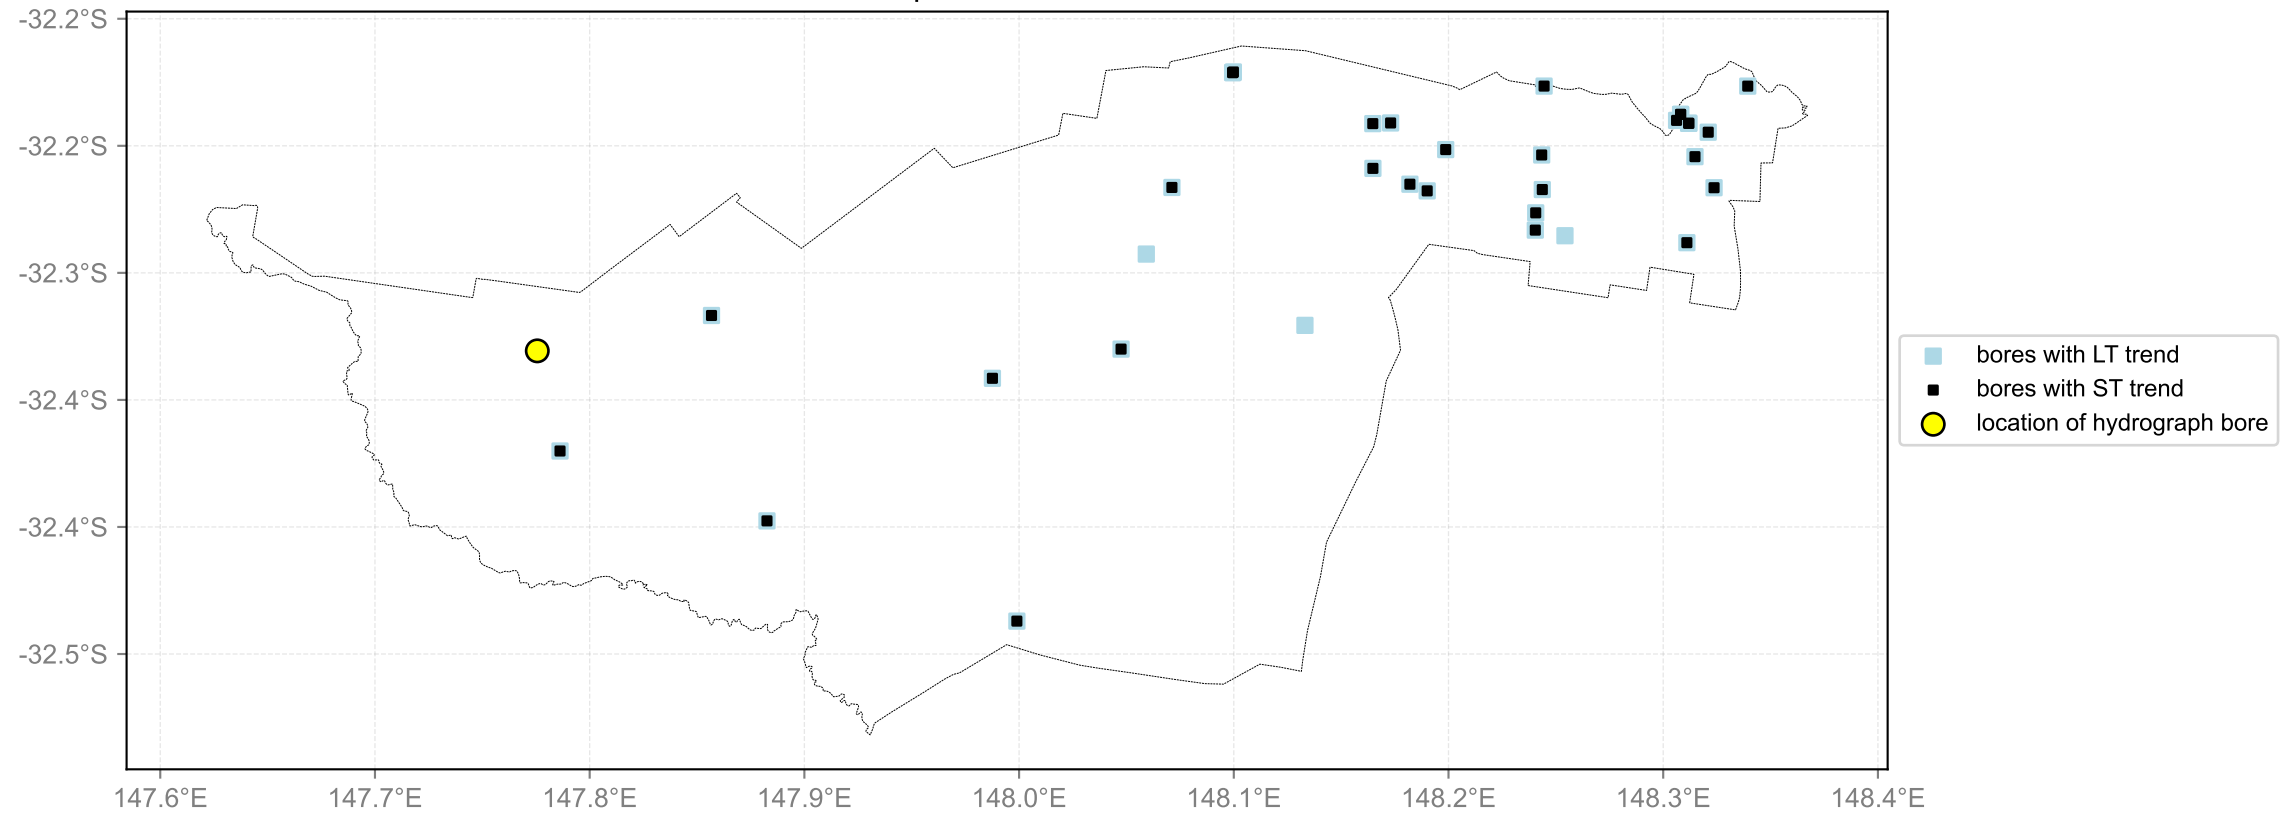 -32.2°S
-32.2°S
-32.3°S
-32.4°S
-32.4°S
-32.5°S
147.6°E 147.7°E 147.8°E 147.9°E 148.0°E 148.1°E 148.2°E 148.3°E 148.4°E
bores with LT trend
bores with ST trend
location of hydrograph bore